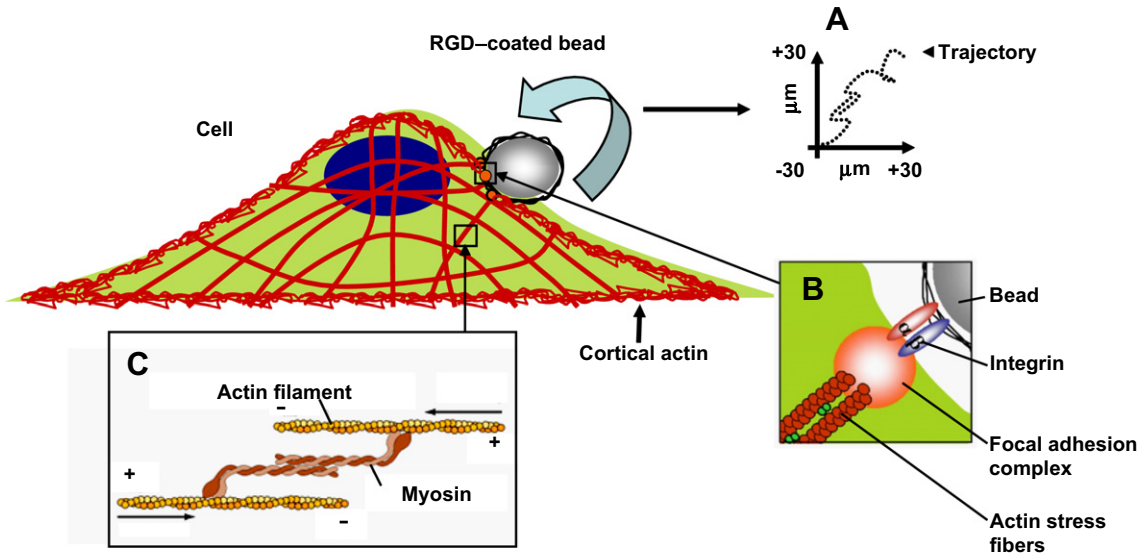 RGD–coated bead
A
+30
Trajectory
μm
-30
μm
+30
Cell
B
Bead
α
β
Integrin
Cortical actin
Focal adhesion
complex
Actin stress
fibers
C
Actin filament
-
+
+
Myosin
-